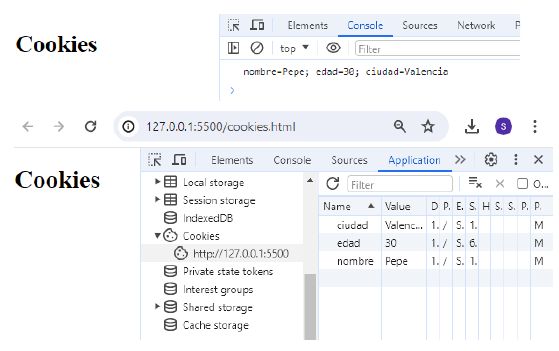 Cookies
Elements Console Sources Network
top Filter
nombre=Pepe; edad=30; ciudad=Valencia
127.0.0.1:5500/cookies.html S
Cookies
Elements Console Sources Application
Local storage
Session storage
IndexedDB
Cookies
http://127.0.0.1:5500
Private state tokens
Interest groups
Shared storage
Cache storage
Filter O...
Name Value D P. E. S. H S. S. P. P.
ciudad Valenc... 1. / S. 1. M
edad 30 1. / S. 6. M
nombre Pepe 1. / S. 1. M